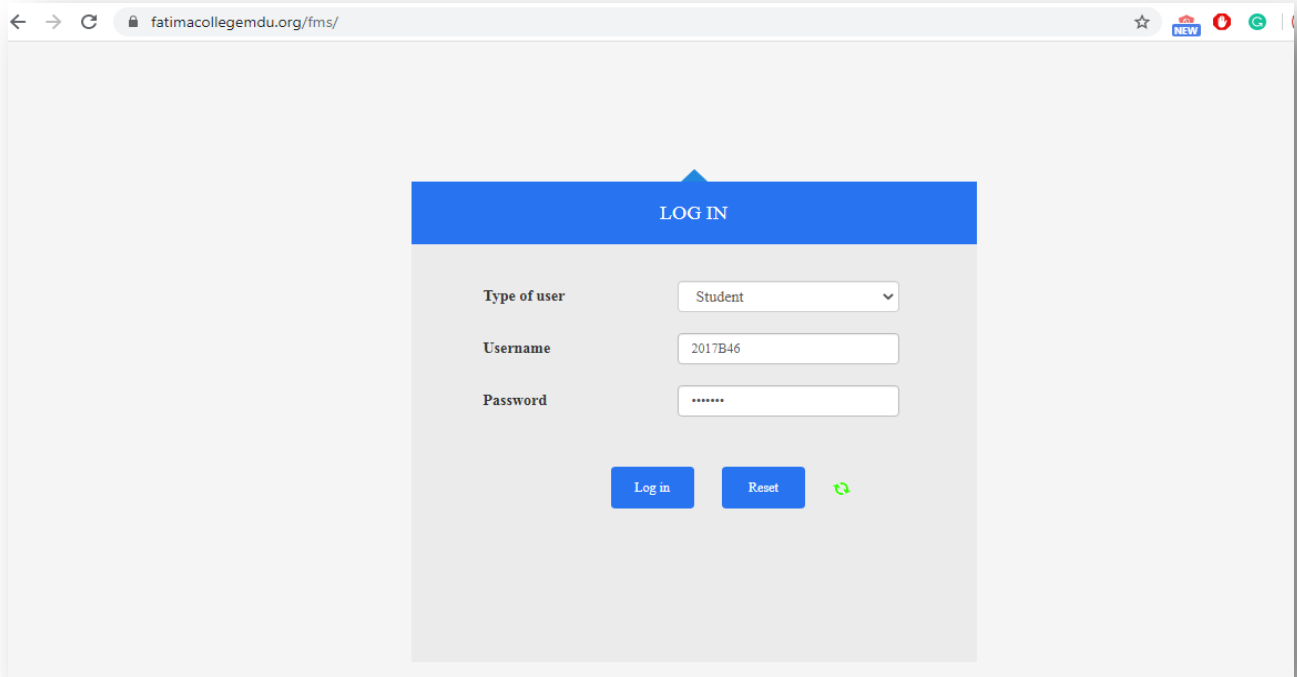 fatimacollegemdu.org/fms/
NEW
LOG IN
Type of user Student
Username 2017B46
Password •••••••
Log in Reset